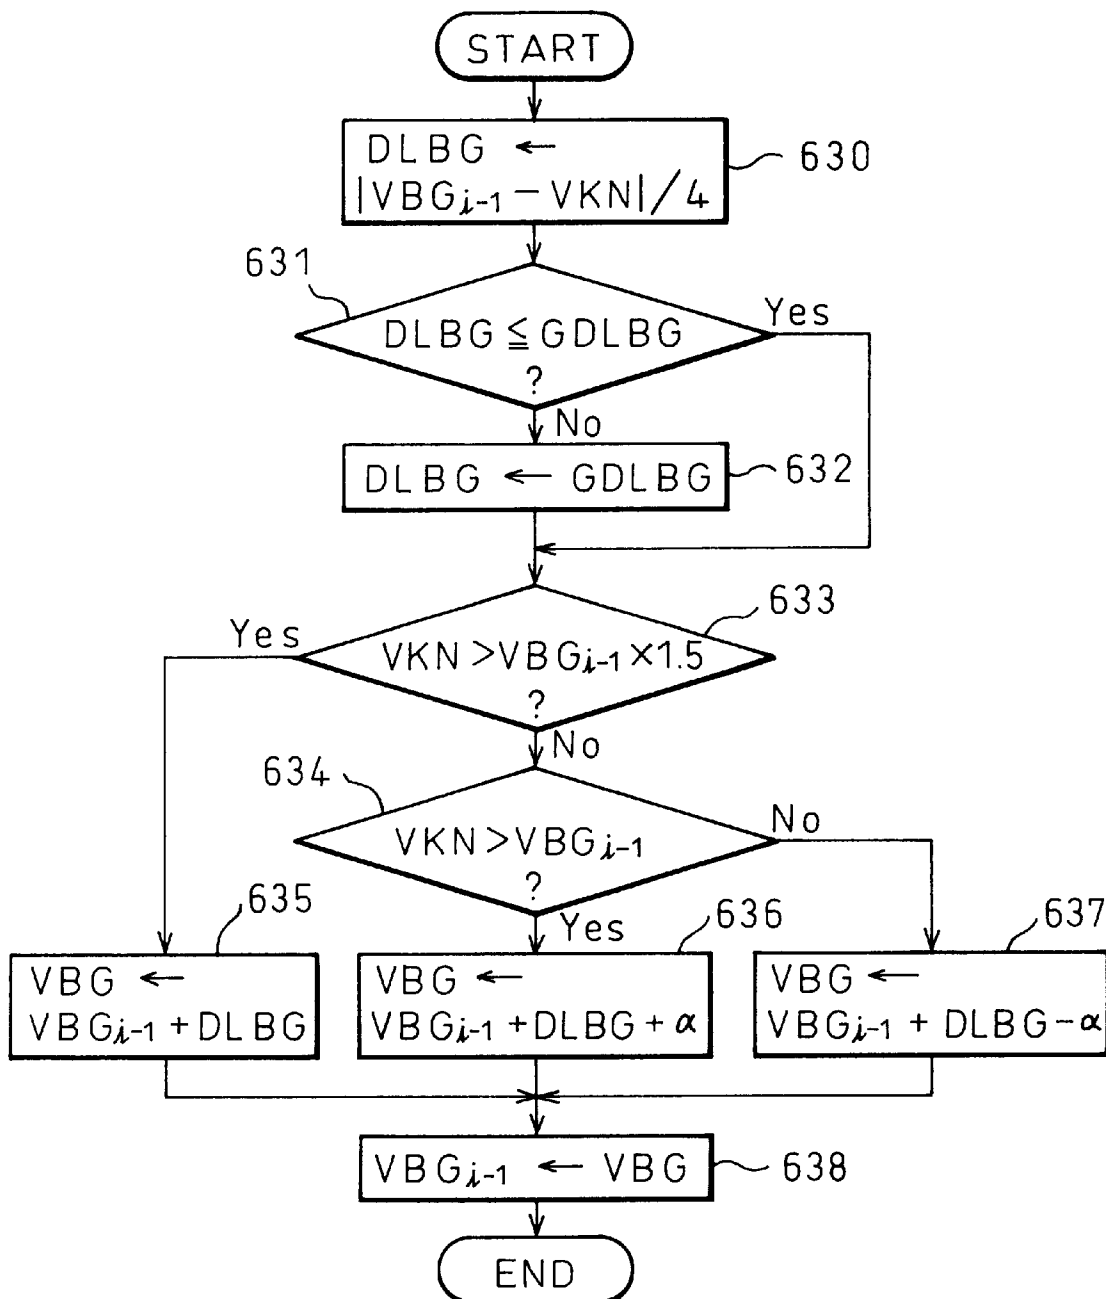 START
DLBG ←
|VBGi-1 − VKN| / 4
630
631
DLBG ≦ GDLBG
?
Yes
No
DLBG ← GDLBG
632
633
Yes
VKN > VBGi-1 × 1.5
?
No
634
VKN > VBGi-1
?
No
Yes
635
VBG ←
VBGi-1 + DLBG
636
VBG ←
VBGi-1 + DLBG + α
637
VBG ←
VBGi-1 + DLBG − α
VBGi-1 ← VBG
638
END